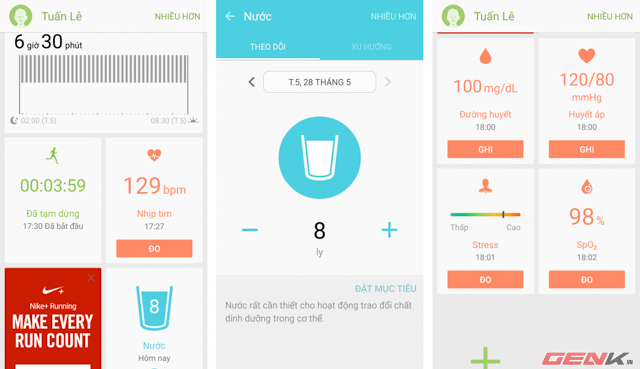 Tuấn Lê
NHIỀU HƠN
6 giờ 30 phút
02:00 (T.5)
08:30 (T.5)
00:03:59
Đã tạm dừng
17:30 Đã bắt đầu
129 bpm
Nhịp tim
17:27
ĐO
Nike+ Running
MAKE EVERY
RUN COUNT
8
Nước
Hôm nay
Nước
NHIỀU HƠN
THEO DÕI
XU HƯỚNG
T.5, 28 THÁNG 5
8
ly
ĐẶT MỤC TIÊU
Nước rất cần thiết cho hoạt động trao đổi chất
dinh dưỡng trong cơ thể.
Tuấn Lê
NHIỀU HƠN
100 mg/dL
Đường huyết
18:00
GHI
120/80
mmHg
Huyết áp
18:00
GHI
Thấp
Cao
Stress
18:01
ĐO
98 %
SpO₂
18:02
ĐO
GENK.VN